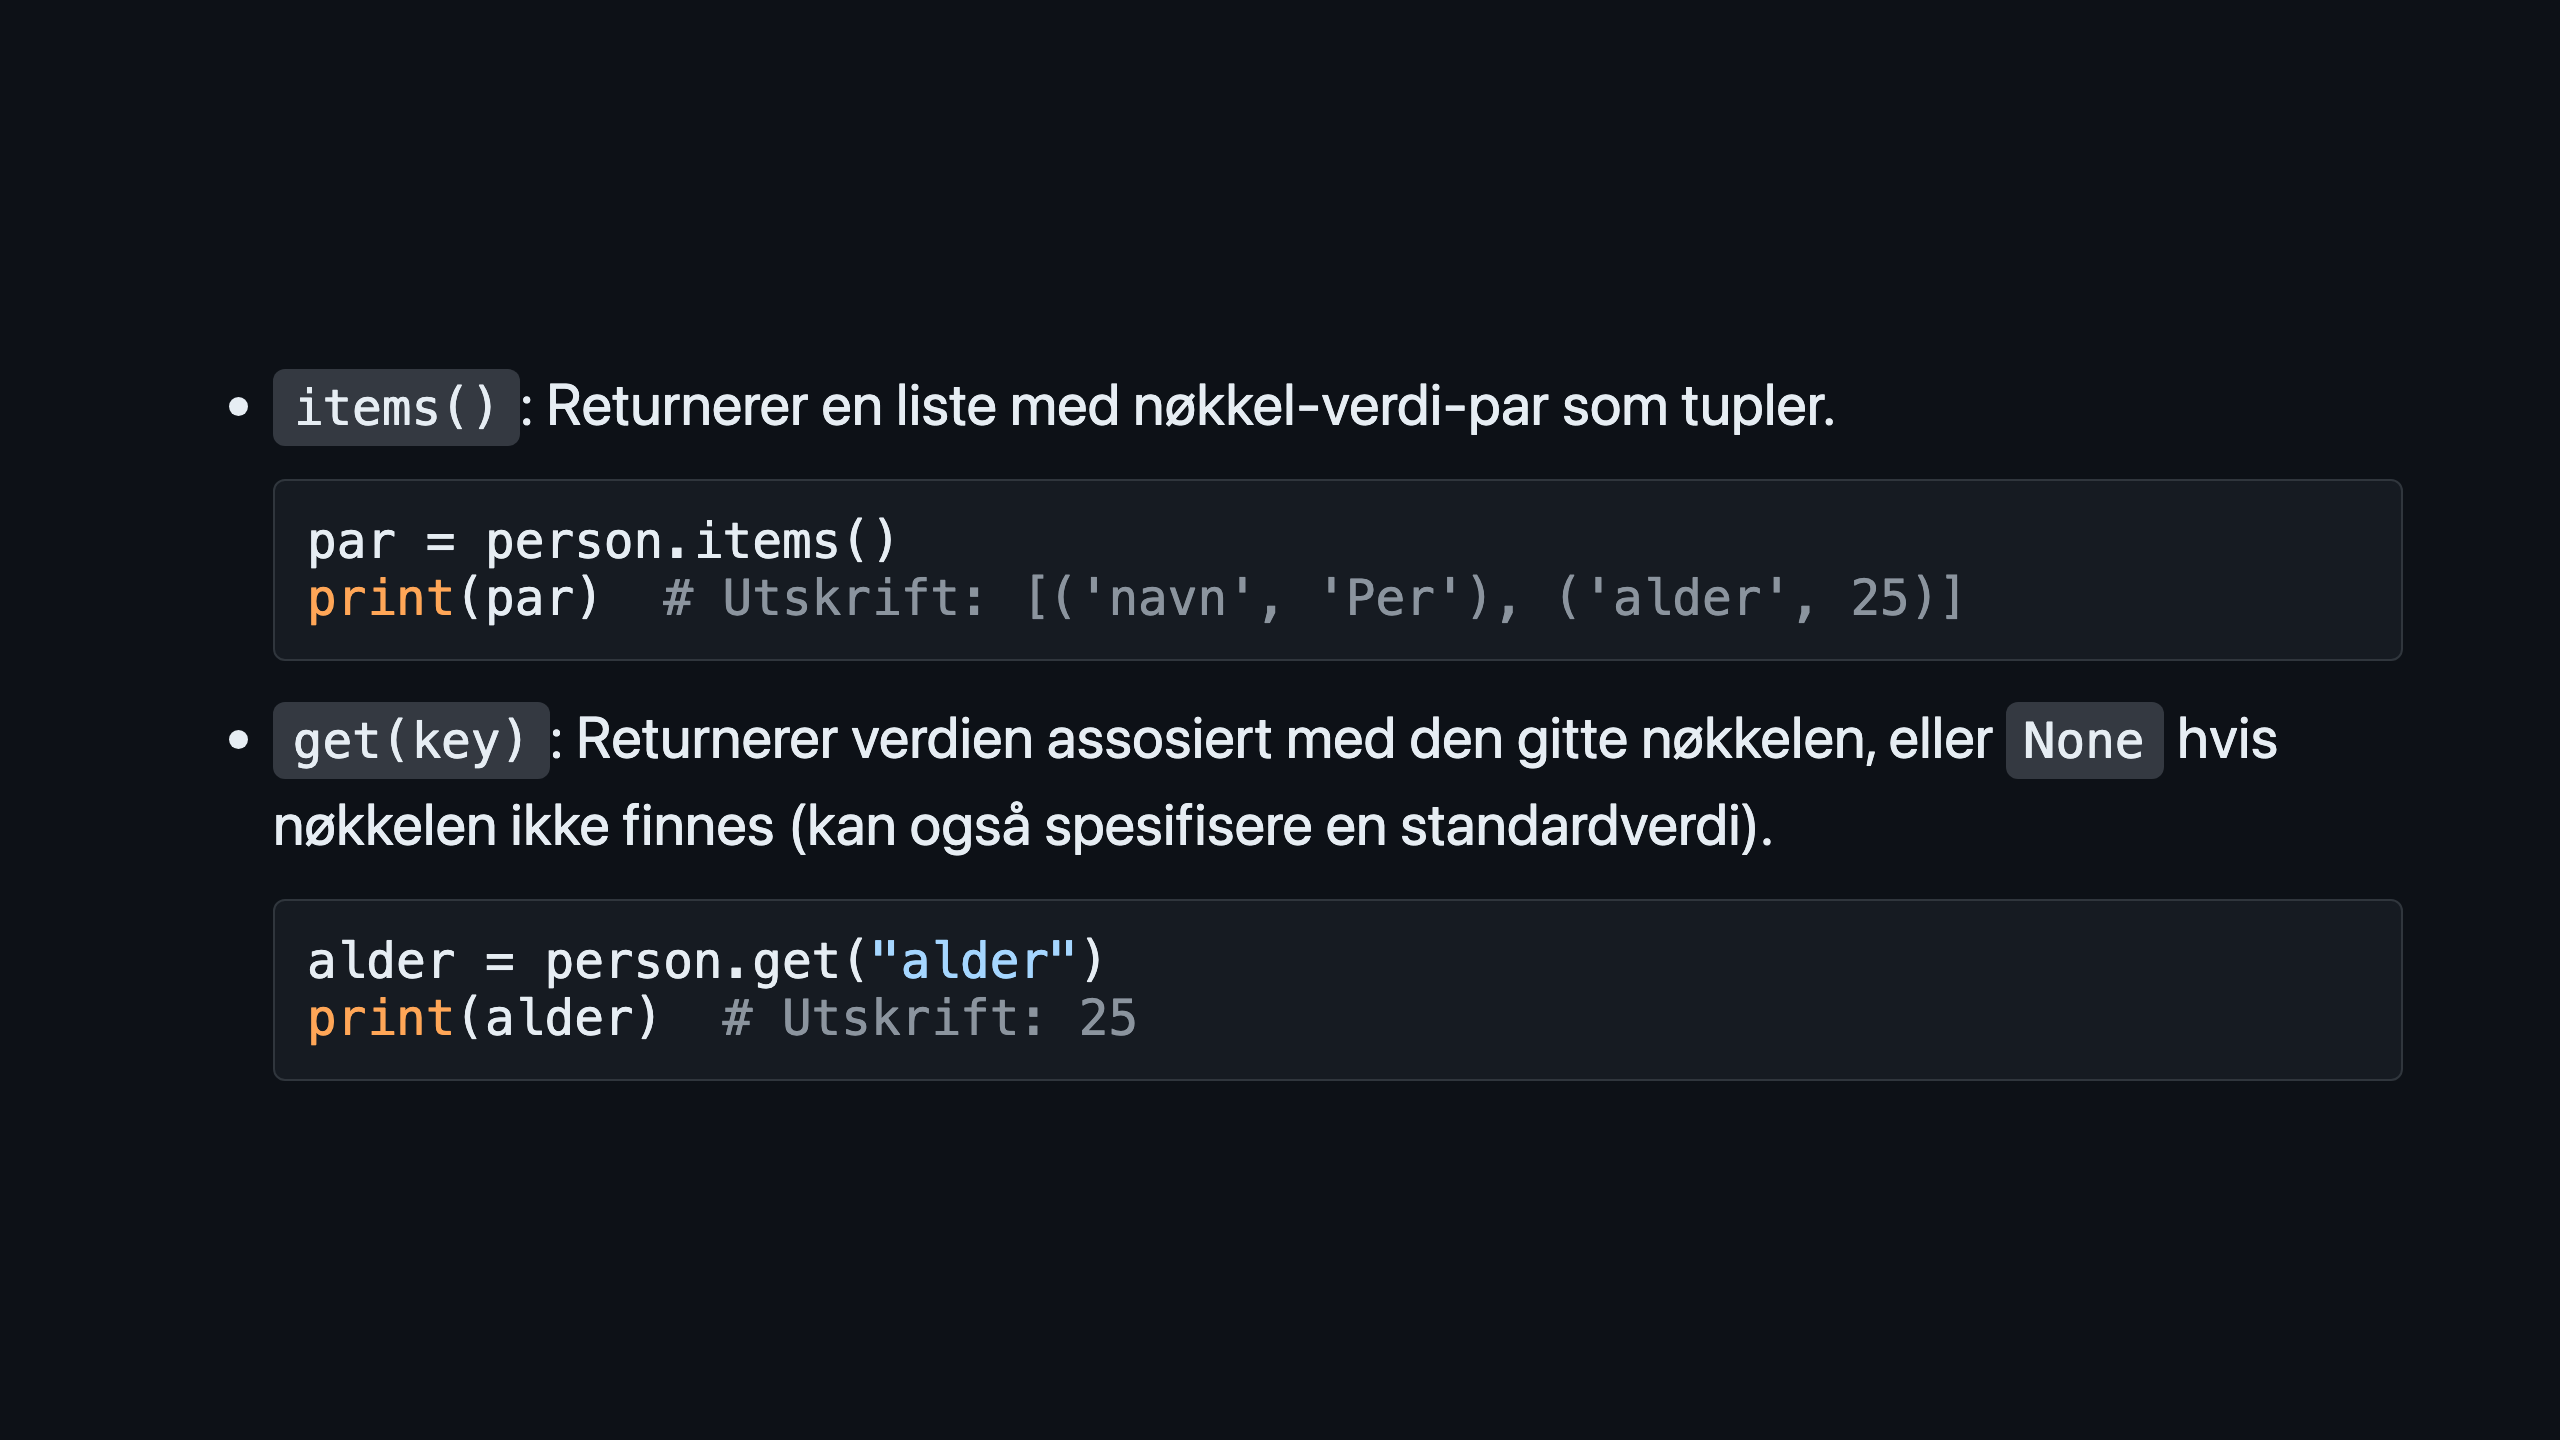 • items() : Returnerer en liste med nøkkel-verdi-par som tupler.
par = person.items()
print(par)  # Utskrift: [('navn', 'Per'), ('alder', 25)]
• get(key) : Returnerer verdien assosiert med den gitte nøkkelen, eller None hvis
nøkkelen ikke finnes (kan også spesifisere en standardverdi).
alder = person.get("alder")
print(alder)  # Utskrift: 25